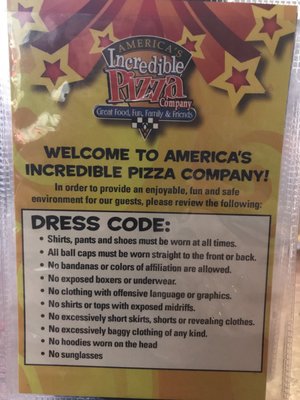 AMERICA'S
Incredible
Pizza
Company
Great Food, Fun, Family & Friends
WELCOME TO AMERICA'S
INCREDIBLE PIZZA COMPANY!
In order to provide an enjoyable, fun and safe
environment for our guests, please review the following:
DRESS CODE:
• Shirts, pants and shoes must be worn at all times.
• All ball caps must be worn straight to the front or back.
• No bandanas or colors of affiliation are allowed.
• No exposed boxers or underwear.
• No clothing with offensive language or graphics.
• No shirts or tops with exposed midriffs.
• No excessively short skirts, shorts or revealing clothes.
• No excessively baggy clothing of any kind.
• No hoodies worn on the head
• No sunglasses